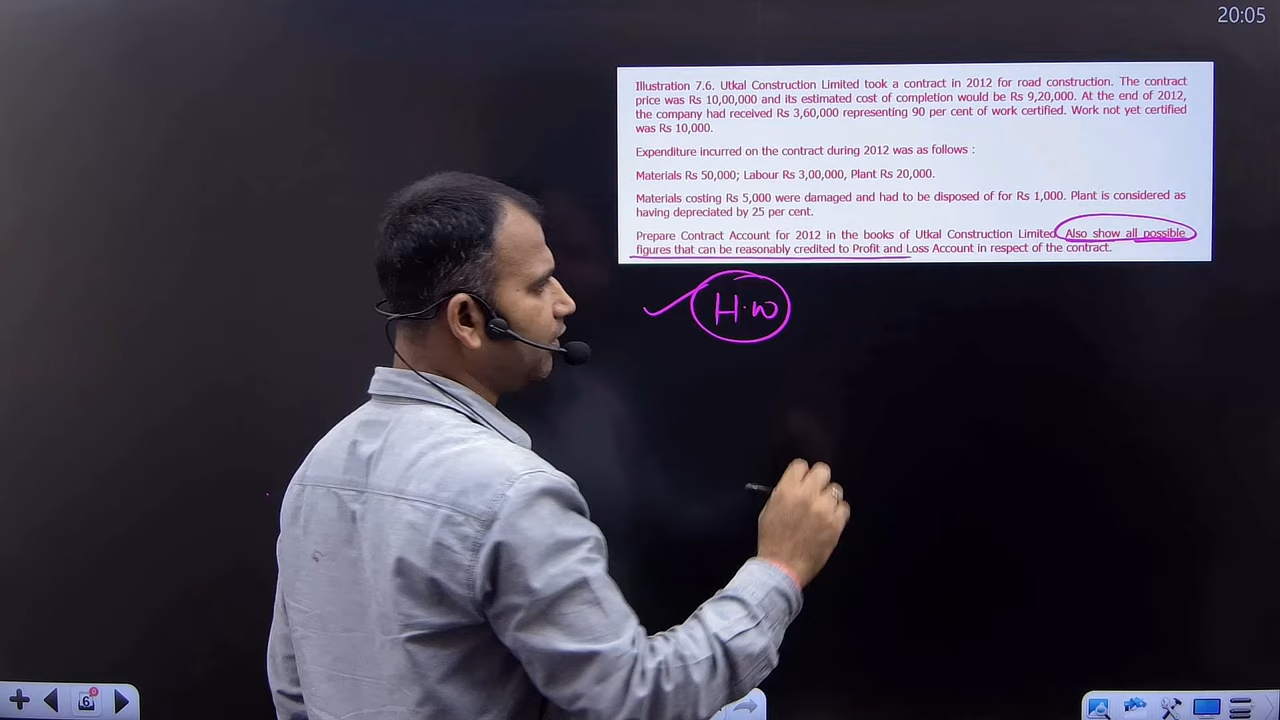 20:05
Illustration 7.6. Utkal Construction Limited took a contract in 2012 for road construction. The contract
price was Rs 10,00,000 and its estimated cost of completion would be Rs 9,20,000. At the end of 2012,
the company had received Rs 3,60,000 representing 90 per cent of work certified. Work not yet certified
was Rs 10,000.
Expenditure incurred on the contract during 2012 was as follows :
Materials Rs 50,000; Labour Rs 3,00,000, Plant Rs 20,000.
Materials costing Rs 5,000 were damaged and had to be disposed of for Rs 1,000. Plant is considered as
having depreciated by 25 per cent.
Prepare Contract Account for 2012 in the books of Utkal Construction Limited. Also show all possible
figures that can be reasonably credited to Profit and Loss Account in respect of the contract.
H.W
6